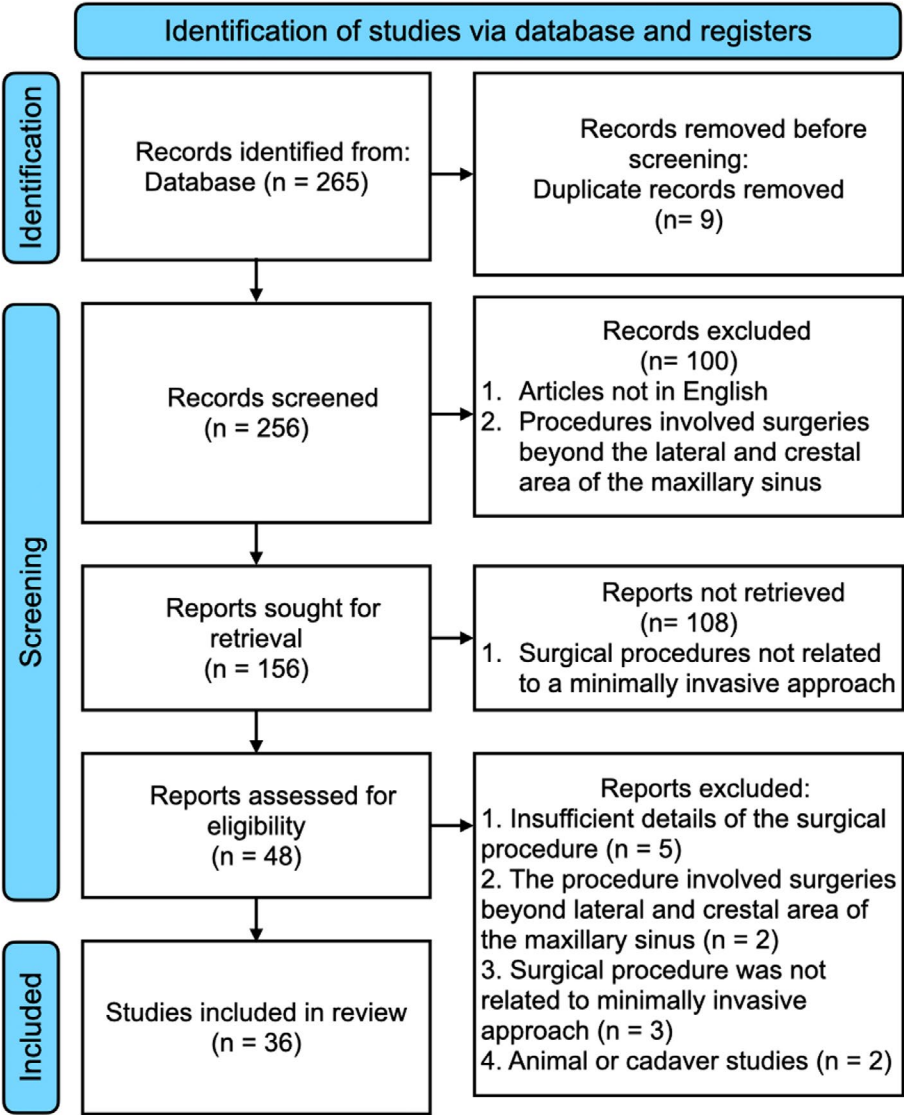 Identification of studies via database and registers
Identification
Records identified from:
Database (n = 265)
Records removed before
screening:
Duplicate records removed
(n= 9)
Screening
Records screened
(n = 256)
Records excluded
(n= 100)
1. Articles not in English
2. Procedures involved surgeries
beyond the lateral and crestal
area of the maxillary sinus
Reports sought for
retrieval
(n = 156)
Reports not retrieved
(n= 108)
1. Surgical procedures not related
to a minimally invasive approach
Reports assessed for
eligibility
(n = 48)
Reports excluded:
1. Insufficient details of the surgical
procedure (n = 5)
2. The procedure involved surgeries
beyond lateral and crestal area of
the maxillary sinus (n = 2)
3. Surgical procedure was not
related to minimally invasive
approach (n = 3)
4. Animal or cadaver studies (n = 2)
Included
Studies included in review
(n = 36)